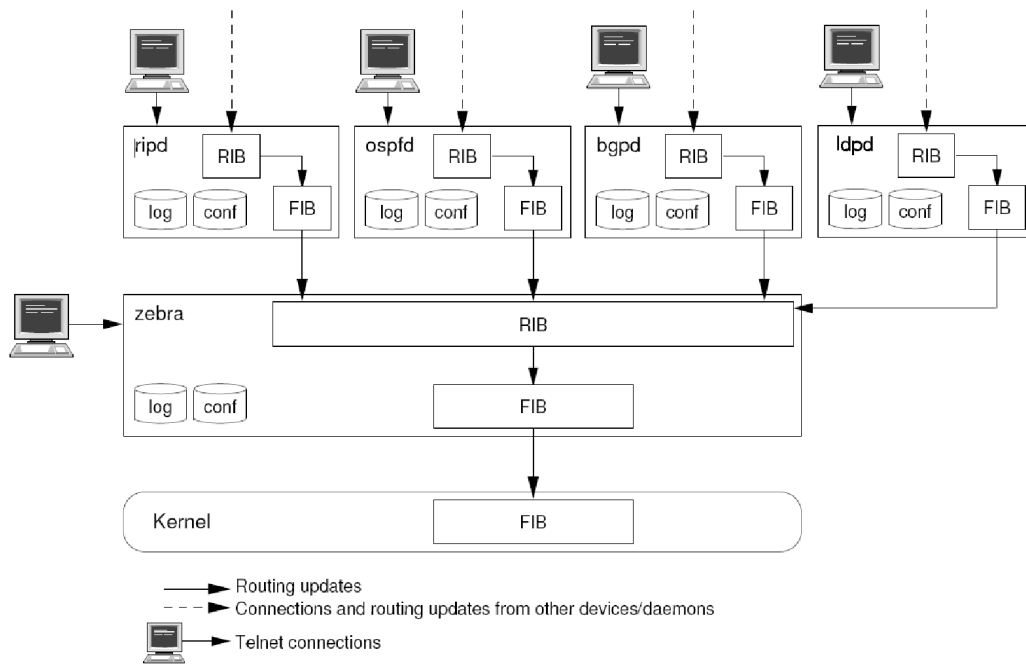 ripd
RIB
FIB
log
conf
ospfd
RIB
FIB
log
conf
bgpd
RIB
FIB
log
conf
ldpd
RIB
FIB
log
conf
zebra
RIB
log
conf
FIB
Kernel
FIB
Routing updates
Connections and routing updates from other devices/daemons
Telnet connections